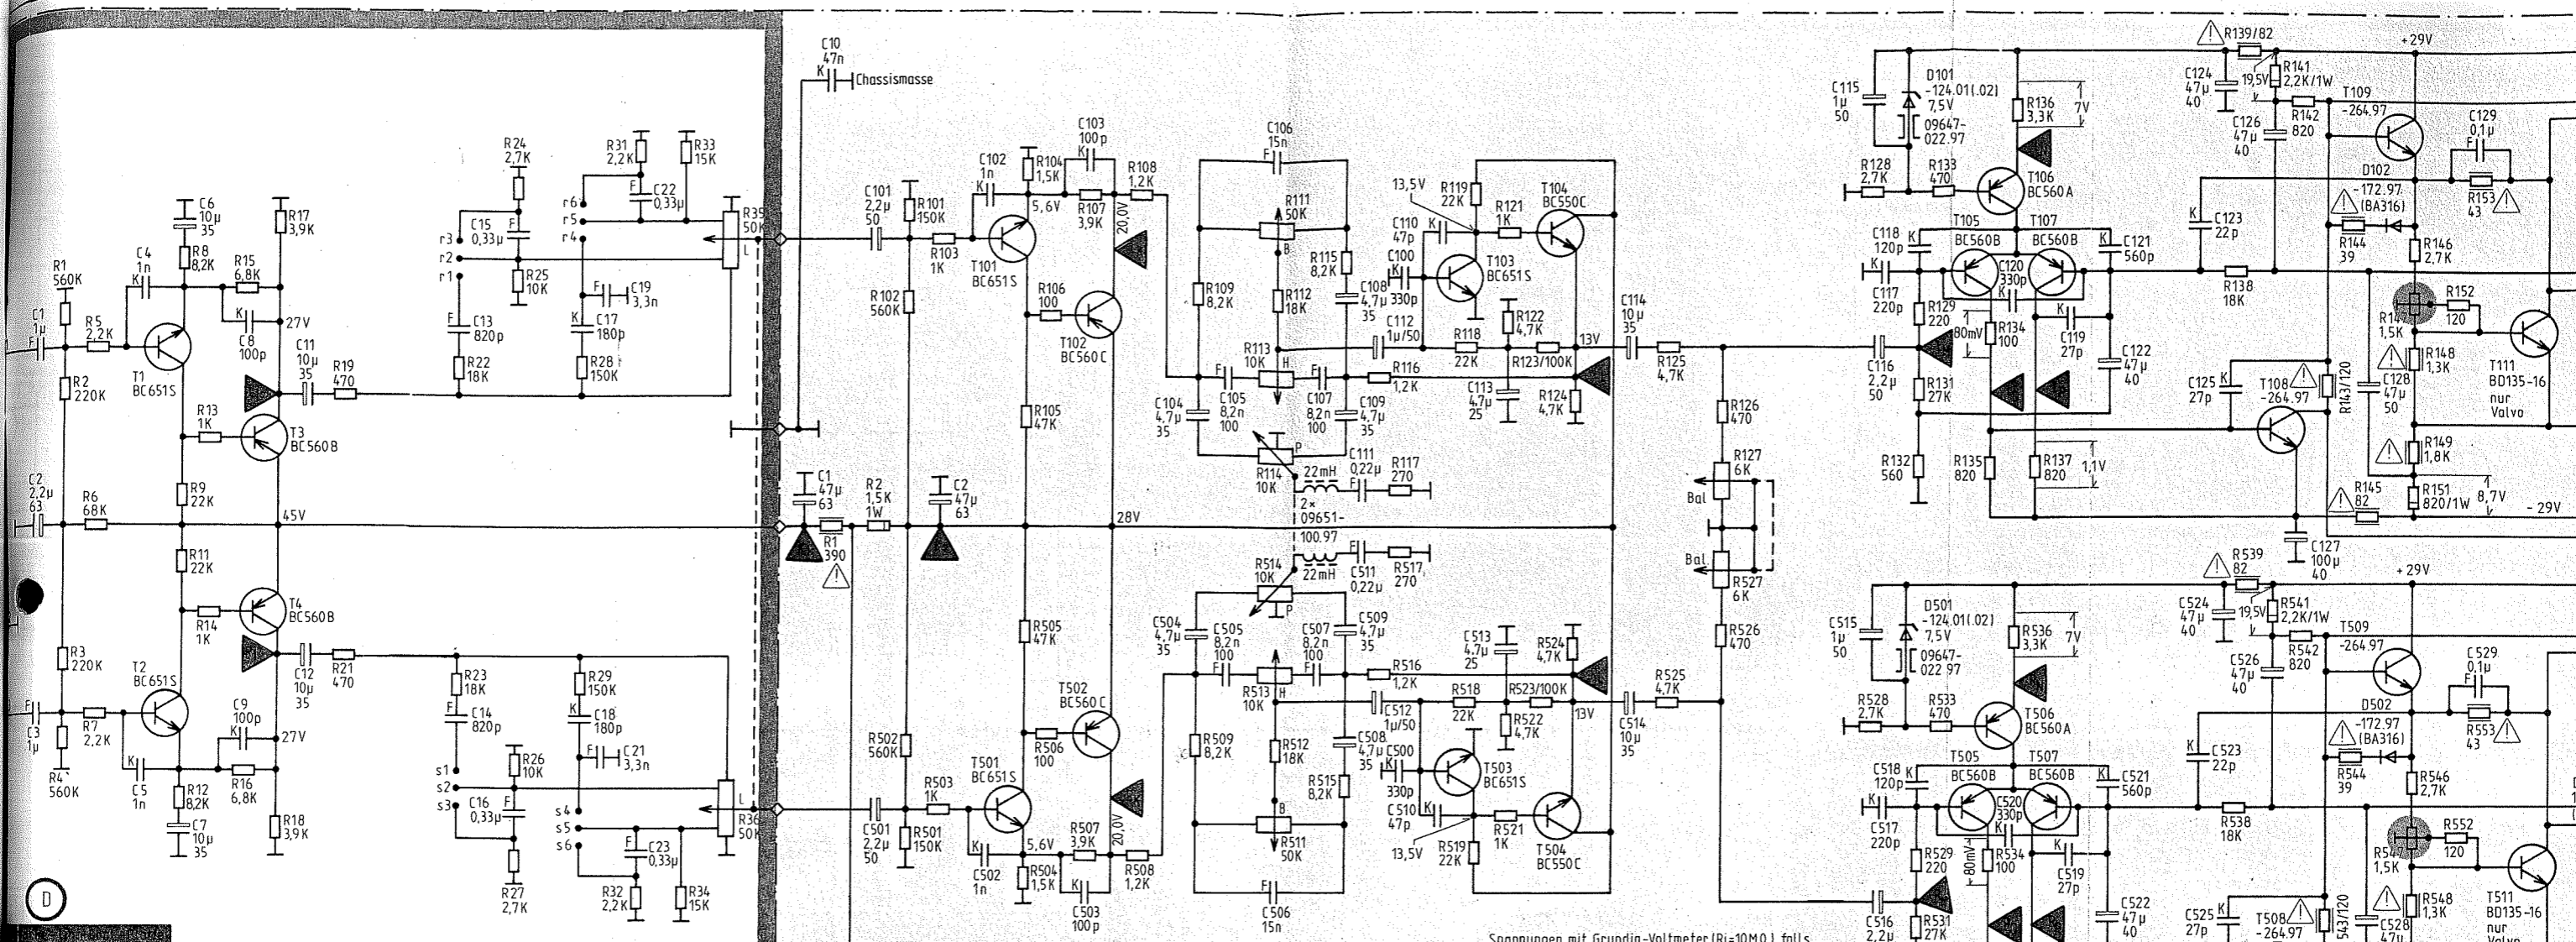 C10
47n
K
Chassismasse
R1
560K
C1
1µ
F
R5
2,2K
R2
220K
T1
BC651S
C4
1n
K
C6
10µ
35
R8
8,2K
R15
6,8K
K
C8
100p
R17
3,9K
27V
C11
10µ
35
R19
470
R13
1K
T3
BC560B
R9
22K
C2
2,2µ
63
R6
68K
45V
R11
22K
R14
1K
T4
BC560B
R3
220K
T2
BC651S
C3
1µ
F
R7
2,2K
R4
560K
K
C5
1n
C9
100p
K
27V
R16
6,8K
R12
8,2K
C7
10µ
35
R18
3,9K
C12
10µ
35
R21
470
D
R24
2,7K
C15
0,33µ
F
r3
r2
r1
R25
10K
F
C13
820p
R22
18K
R31
2,2K
F
C22
0,33µ
R33
15K
r6
r5
r4
F
C19
3,3n
K
C17
180p
R28
150K
R35
50K
L
R23
18K
F
C14
820p
R29
150K
K
C18
180p
F
C21
3,3n
s1
s2
s3
R26
10K
C16
0,33µ
F
R27
2,7K
s4
s5
s6
F
C23
0,33µ
R32
2,2K
R34
15K
L
R36
50K
C1
47µ
63
R1
390
R2
1,5K
1W
C2
47µ
63
C101
2,2µ
50
R101
150K
R103
1K
R102
560K
C102
1n
K
T101
BC651S
R104
1,5K
5,6V
C103
100p
K
R107
3,9K
R108
1,2K
20,0V
R106
100
T102
BC560C
R105
47K
28V
R505
47K
T502
BC560C
R506
100
R502
560K
T501
BC651S
R503
1K
C501
2,2µ
50
R501
150K
K
C502
1n
5,6V
R504
1,5K
R507
3,9K
20,0V
R508
1,2K
K
C503
100p
C106
15n
F
R111
50K
B
R109
8,2K
R112
18K
R115
8,2K
C108
4,7µ
35
R113
10K
H
C104
4,7µ
35
F
C105
8,2n
100
F
C107
8,2n
100
C109
4,7µ
35
P
R114
10K
22mH
2×
09651-
100.97
22mH
C111
0,22µ
F
R117
270
F
C511
0,22µ
R517
270
R514
10K
P
C504
4,7µ
35
C505
8,2n
100
F
C507
8,2n
100
F
C509
4,7µ
35
R513
10K
H
R516
1,2K
C512
1µ/50
R509
8,2K
R512
18K
C508
4,7µ
35
R515
8,2K
B
R511
50K
F
C506
15n
13,5V
R119
22K
C110
47p
K
C100
K
330p
T103
BC651S
R121
1K
T104
BC550C
C112
1µ/50
R118
22K
R122
4,7K
R123/100K
13V
R116
1,2K
C113
4,7µ
25
R124
4,7K
C114
10µ
35
R125
4,7K
R126
470
R127
6K
Bal
Bal
R527
6K
R526
470
C513
4,7µ
25
R524
4,7K
R518
22K
R523/100K
13V
R522
4,7K
C514
10µ
35
R525
4,7K
C500
K
330p
T503
BC651S
K
C510
47p
R521
1K
T504
BC550C
13,5V
R519
22K
C115
1µ
50
D101
-124.01(.02)
7,5V
09647-
022.97
R128
2,7K
R133
470
R136
3,3K
7V
T106
BC560A
T105
BC560B
T107
BC560B
C118
120p
K
K
C117
220p
C120
330p
K
R129
220
80mV
R134
100
K
C119
27p
C121
560p
K
C122
47µ
40
C116
2,2µ
50
R131
27K
R132
560
R135
820
R137
820
1,1V
C123
22p
K
R138
18K
R139/82
C124
47µ
40
19,5V
R141
2,2K/1W
C126
47µ
40
R142
820
T109
-264.97
+29V
C129
0,1µ
F
D102
-172.97
(BA316)
R153
43
R144
39
R146
2,7K
R147
1,5K
R152
120
T111
BD135-16
nur
Valvo
R148
1,3K
C125
27p
K
T108
-264.97
R143/120
C128
47µ
50
R149
1,8K
R145
82
R151
820/1W
8,7V
- 29V
C127
100µ
40
C515
1µ
50
D501
-124.01(.02)
7,5V
09647-
022.97
R528
2,7K
R533
470
R536
3,3K
7V
T506
BC560A
T505
BC560B
T507
BC560B
C518
120p
K
K
C517
220p
C520
330p
K
R529
220
80mV
R534
100
K
C519
27p
C521
560p
K
C522
47µ
40
C516
2,2µ
R531
27K
C523
22p
K
R538
18K
R539
82
C524
47µ
40
19,5V
R541
2,2K/1W
C526
47µ
40
R542
820
T509
-264.97
+29V
C529
0,1µ
F
D502
-172.97
(BA316)
R553
43
R544
39
R546
2,7K
R547
1,5K
R552
120
T511
BD135-16
nur
R548
1,3K
C525
27p
K
T508
-264.97
543/120
C528
47µ
Spannungen mit Grundig-Voltmeter (Ri=10MΩ) falls